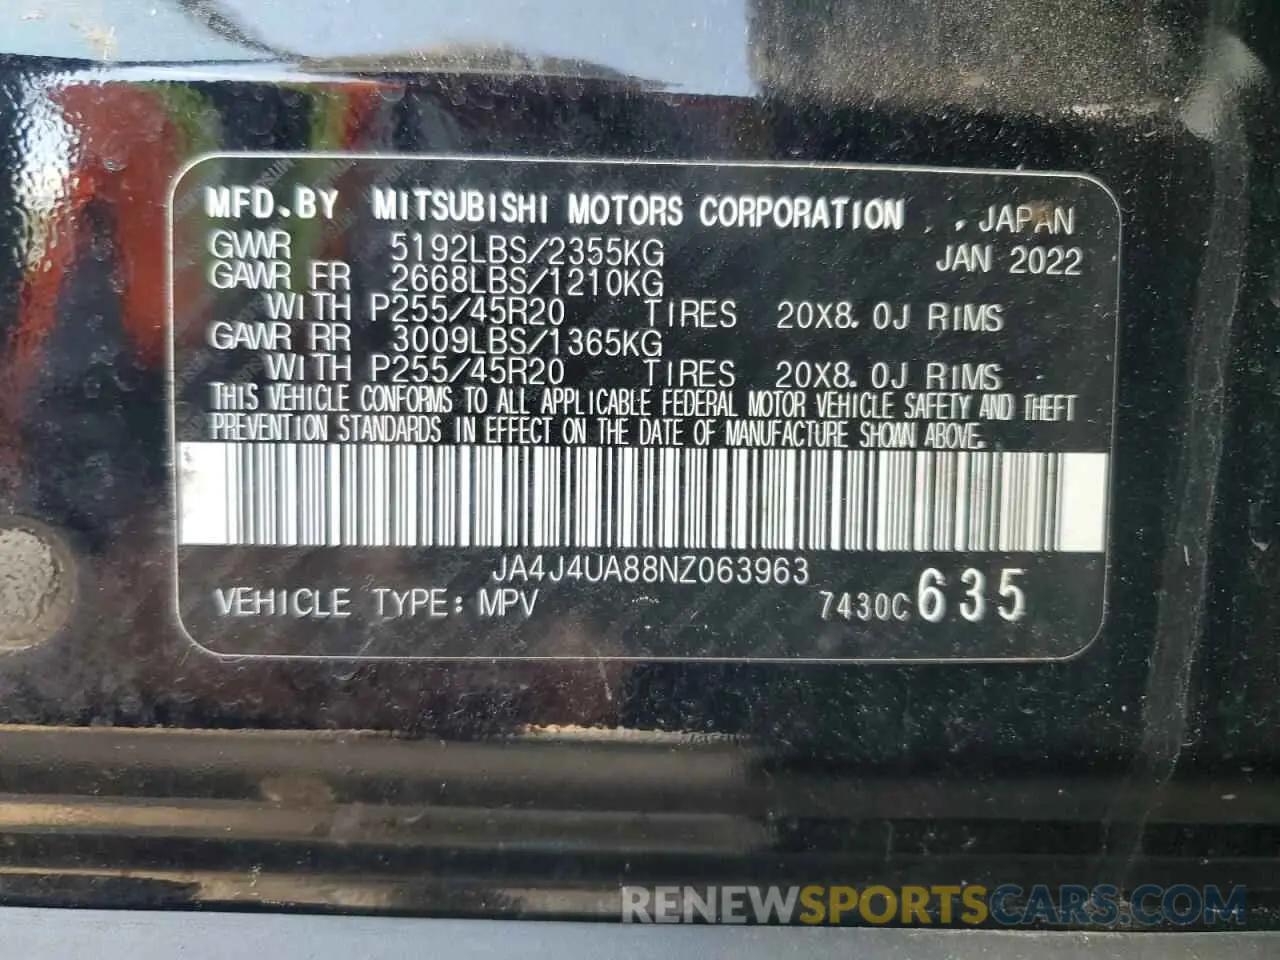 MFD.BY MITSUBISHI MOTORS CORPORATION , . JAPAN
GVWR 5192LBS/2355KG JAN 2022
GAWR FR 2668LBS/1210KG
WITH P255/45R20 TIRES 20X8.0J RIMS
GAWR RR 3009LBS/1365KG
WITH P255/45R20 TIRES 20X8.0J RIMS
THIS VEHICLE CONFORMS TO ALL APPLICABLE FEDERAL MOTOR VEHICLE SAFETY AND THEFT
PREVENTION STANDARDS IN EFFECT ON THE DATE OF MANUFACTURE SHOWN ABOVE.
JA4J4UA88NZ063963
VEHICLE TYPE: MPV 7430C 635
RENEWSPORTSCARS.COM